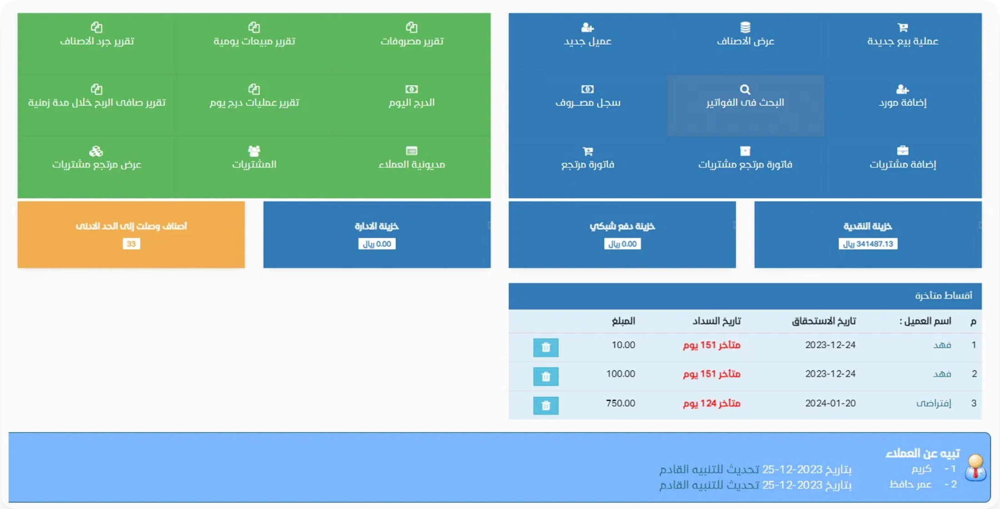 عملية بيع جديدة
عرض الاصناف
عميل جديد
إضافة مورد
البحث فى الفواتير
سجل مصــروف
إضافة مشتريات
فاتورة مرتجع مشتريات
فاتورة مرتجع
تقرير مصروفات
تقرير مبيعات يومية
تقرير جرد الاصناف
الدرج اليوم
تقرير عمليات درج يوم
تقرير صافى الربح خلال مدة زمنية
مديونية العملاء
المشتريات
عرض مرتجع مشتريات
خزينة النقدية
341487.13 ريال
خزينة دفع شبكي
0.00 ريال
خزينة الادارة
0.00 ريال
أصناف وصلت إلى الحد الادنى
33
أقساط متأخرة
م اسم العميل : تاريخ الاستحقاق تاريخ السداد المبلغ
1 فهد 2023-12-24 متأخر 151 يوم 10.00
2 فهد 2023-12-24 متأخر 151 يوم 100.00
3 إفتراضى 2024-01-20 متأخر 124 يوم 750.00
تبيه عن العملاء
1 - كريم بتاريخ 2023-12-25 تحديث للتنبيه القادم
2 - عمر حافظ بتاريخ 2023-12-25 تحديث للتنبيه القادم